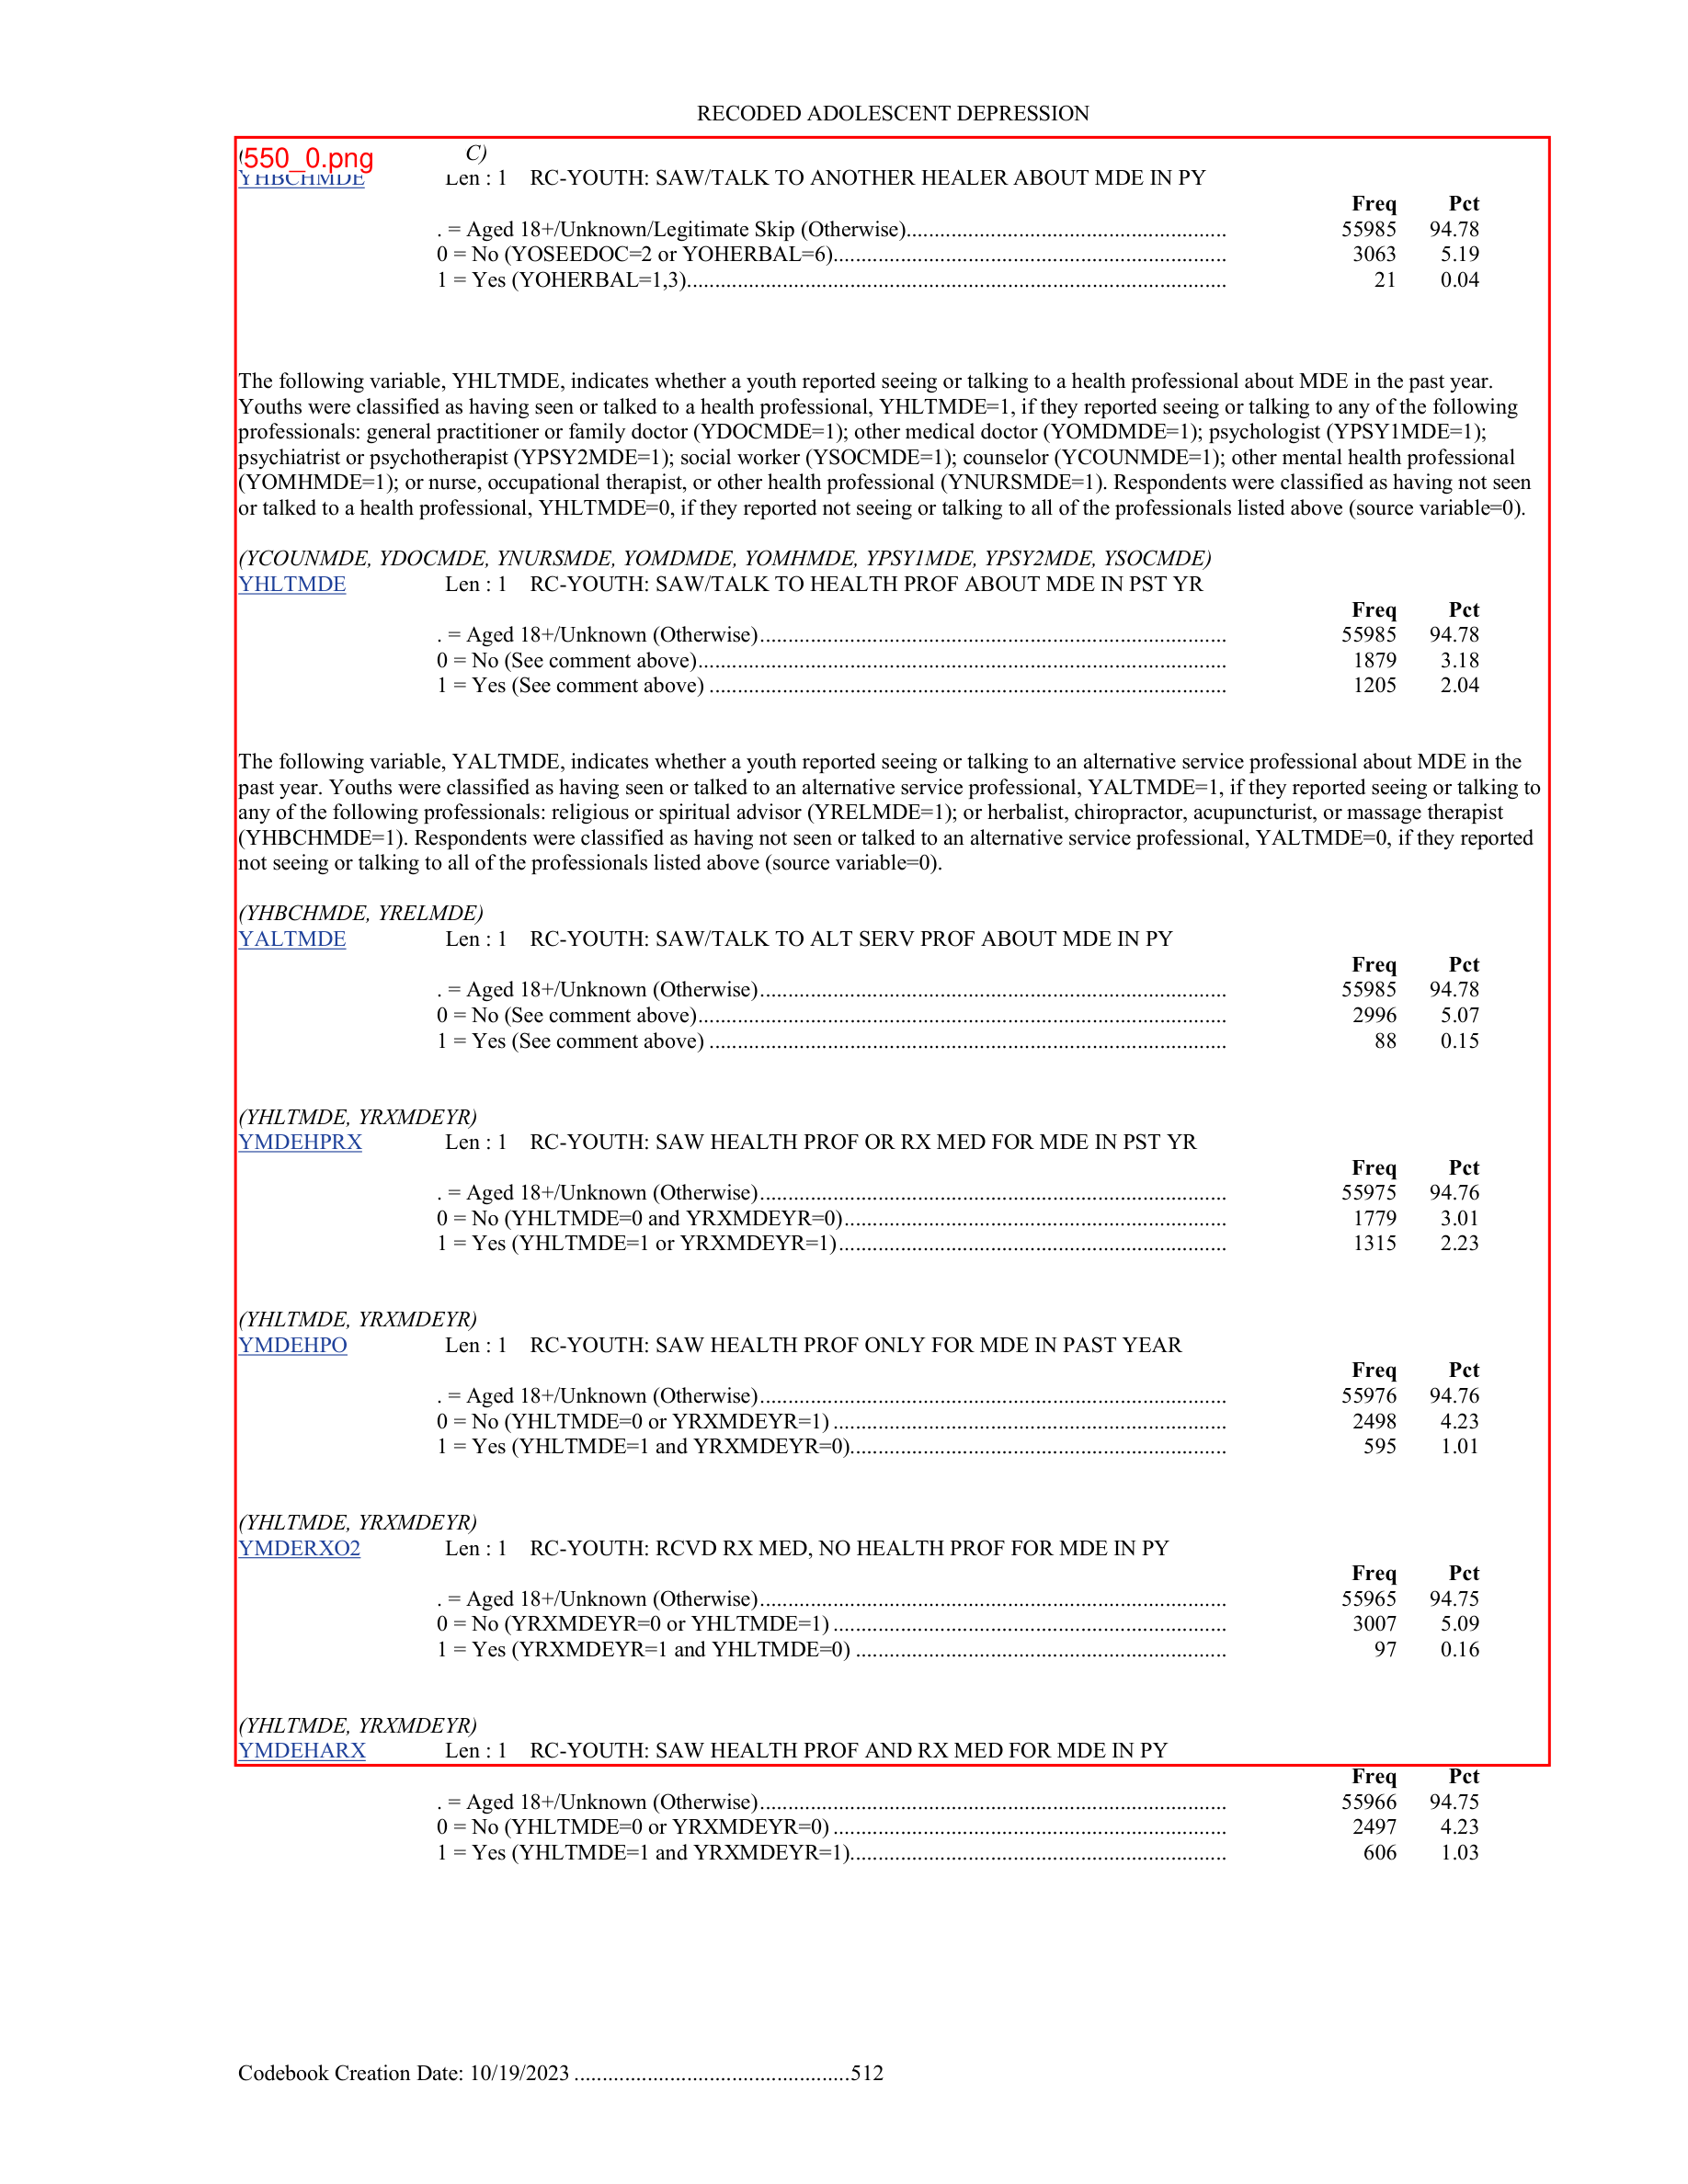 RECODED ADOLESCENT DEPRESSION
550_0.png
C)
YHBCHMDE Len : 1 RC-YOUTH: SAW/TALK TO ANOTHER HEALER ABOUT MDE IN PY
Freq Pct
. = Aged 18+/Unknown/Legitimate Skip (Otherwise)......................................................... 55985 94.78
0 = No (YOSEEDOC=2 or YOHERBAL=6)...................................................................... 3063 5.19
1 = Yes (YOHERBAL=1,3)................................................................................................ 21 0.04
The following variable, YHLTMDE, indicates whether a youth reported seeing or talking to a health professional about MDE in the past year.
Youths were classified as having seen or talked to a health professional, YHLTMDE=1, if they reported seeing or talking to any of the following
professionals: general practitioner or family doctor (YDOCMDE=1); other medical doctor (YOMDMDE=1); psychologist (YPSY1MDE=1);
psychiatrist or psychotherapist (YPSY2MDE=1); social worker (YSOCMDE=1); counselor (YCOUNMDE=1); other mental health professional
(YOMHMDE=1); or nurse, occupational therapist, or other health professional (YNURSMDE=1). Respondents were classified as having not seen
or talked to a health professional, YHLTMDE=0, if they reported not seeing or talking to all of the professionals listed above (source variable=0).
(YCOUNMDE, YDOCMDE, YNURSMDE, YOMDMDE, YOMHMDE, YPSY1MDE, YPSY2MDE, YSOCMDE)
YHLTMDE Len : 1 RC-YOUTH: SAW/TALK TO HEALTH PROF ABOUT MDE IN PST YR
Freq Pct
. = Aged 18+/Unknown (Otherwise)................................................................................... 55985 94.78
0 = No (See comment above).............................................................................................. 1879 3.18
1 = Yes (See comment above) ............................................................................................ 1205 2.04
The following variable, YALTMDE, indicates whether a youth reported seeing or talking to an alternative service professional about MDE in the
past year. Youths were classified as having seen or talked to an alternative service professional, YALTMDE=1, if they reported seeing or talking to
any of the following professionals: religious or spiritual advisor (YRELMDE=1); or herbalist, chiropractor, acupuncturist, or massage therapist
(YHBCHMDE=1). Respondents were classified as having not seen or talked to an alternative service professional, YALTMDE=0, if they reported
not seeing or talking to all of the professionals listed above (source variable=0).
(YHBCHMDE, YRELMDE)
YALTMDE Len : 1 RC-YOUTH: SAW/TALK TO ALT SERV PROF ABOUT MDE IN PY
Freq Pct
. = Aged 18+/Unknown (Otherwise)................................................................................... 55985 94.78
0 = No (See comment above).............................................................................................. 2996 5.07
1 = Yes (See comment above) ............................................................................................ 88 0.15
(YHLTMDE, YRXMDEYR)
YMDEHPRX Len : 1 RC-YOUTH: SAW HEALTH PROF OR RX MED FOR MDE IN PST YR
Freq Pct
. = Aged 18+/Unknown (Otherwise)................................................................................... 55975 94.76
0 = No (YHLTMDE=0 and YRXMDEYR=0).................................................................... 1779 3.01
1 = Yes (YHLTMDE=1 or YRXMDEYR=1)..................................................................... 1315 2.23
(YHLTMDE, YRXMDEYR)
YMDEHPO Len : 1 RC-YOUTH: SAW HEALTH PROF ONLY FOR MDE IN PAST YEAR
Freq Pct
. = Aged 18+/Unknown (Otherwise)................................................................................... 55976 94.76
0 = No (YHLTMDE=0 or YRXMDEYR=1) ...................................................................... 2498 4.23
1 = Yes (YHLTMDE=1 and YRXMDEYR=0)................................................................... 595 1.01
(YHLTMDE, YRXMDEYR)
YMDERXO2 Len : 1 RC-YOUTH: RCVD RX MED, NO HEALTH PROF FOR MDE IN PY
Freq Pct
. = Aged 18+/Unknown (Otherwise)................................................................................... 55965 94.75
0 = No (YRXMDEYR=0 or YHLTMDE=1) ...................................................................... 3007 5.09
1 = Yes (YRXMDEYR=1 and YHLTMDE=0) .................................................................. 97 0.16
(YHLTMDE, YRXMDEYR)
YMDEHARX Len : 1 RC-YOUTH: SAW HEALTH PROF AND RX MED FOR MDE IN PY
Freq Pct
. = Aged 18+/Unknown (Otherwise)................................................................................... 55966 94.75
0 = No (YHLTMDE=0 or YRXMDEYR=0) ...................................................................... 2497 4.23
1 = Yes (YHLTMDE=1 and YRXMDEYR=1)................................................................... 606 1.03
Codebook Creation Date: 10/19/2023 .................................................512